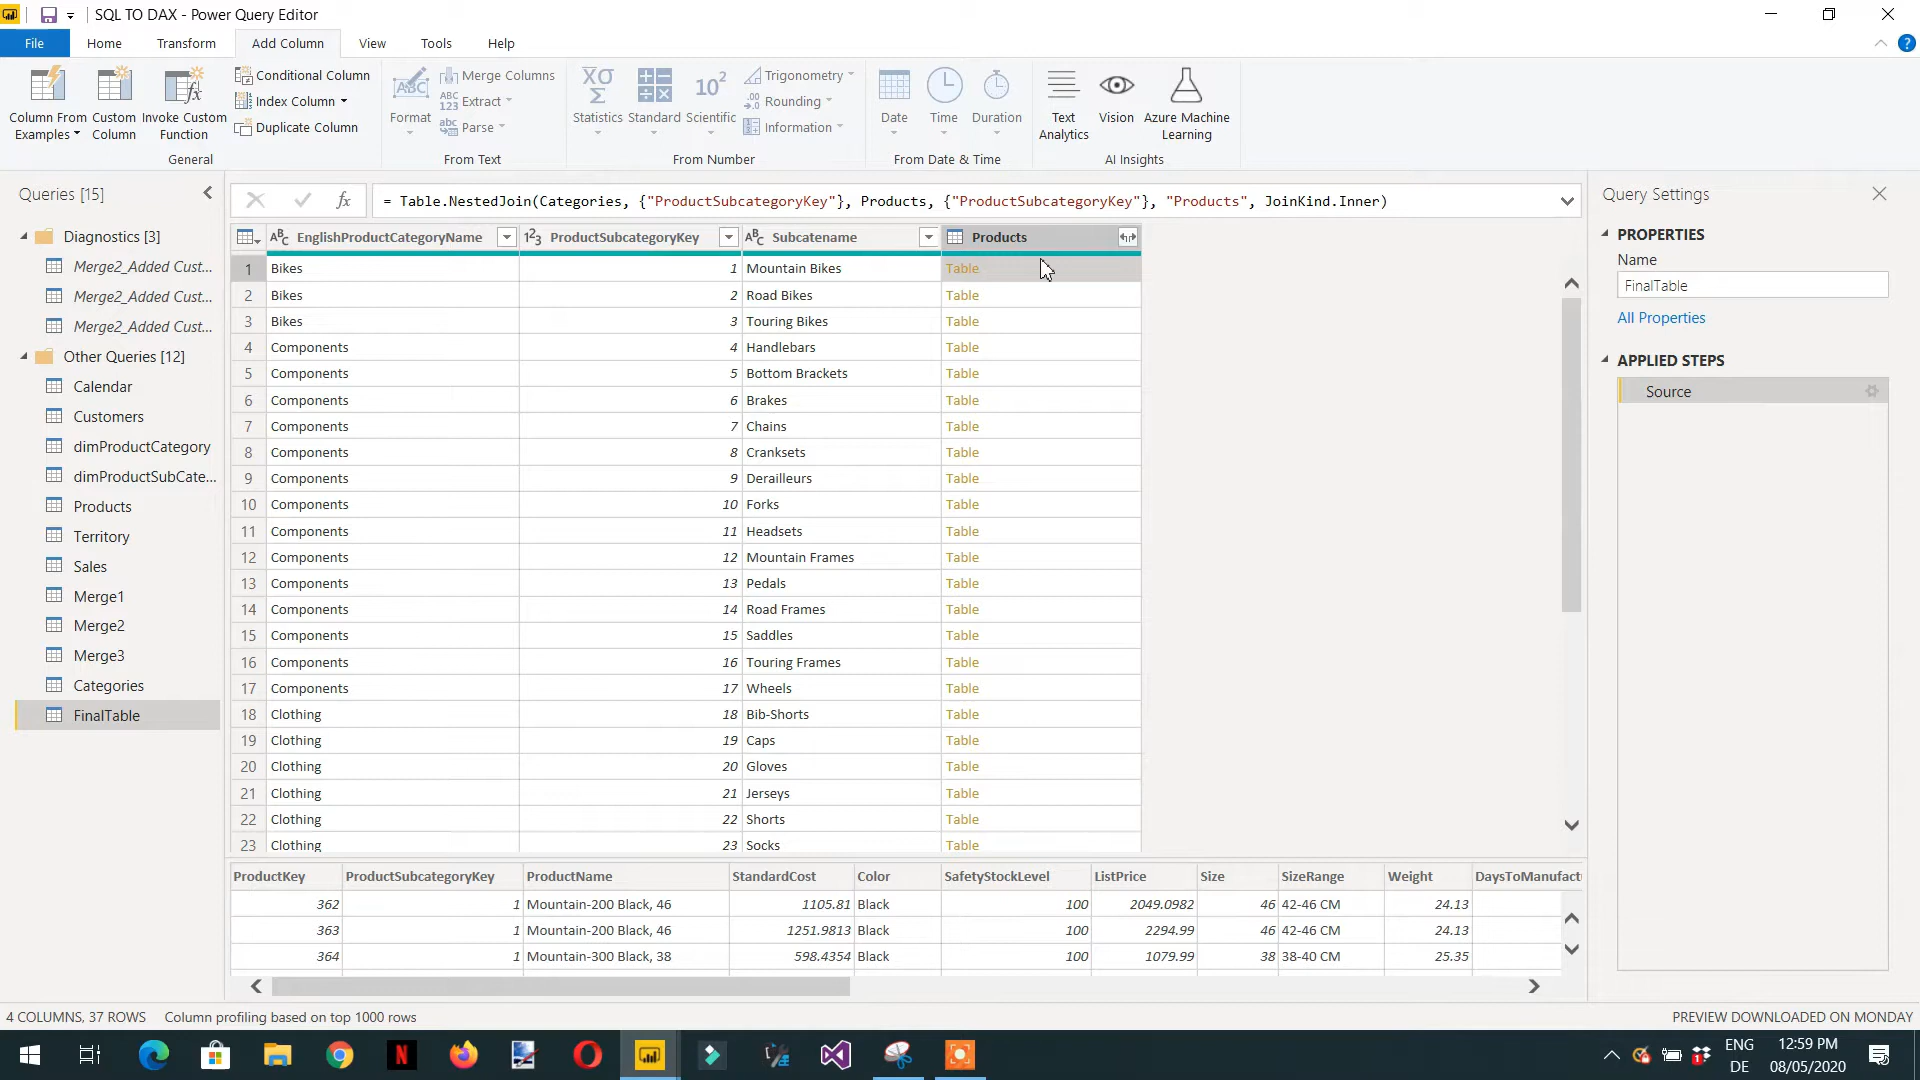 SQL TO DAX - Power Query Editor
File Home Transform Add Column View Tools Help
Column From Examples
Custom Column
Invoke Custom Function
Conditional Column
Index Column
Duplicate Column
General
ABC
Format
Merge Columns
ABC 123 Extract
abc Parse
From Text
XΣ
Statistics
Standard
10²
Scientific
Trigonometry
.00 Rounding
Information
From Number
Date
Time
Duration
From Date & Time
Text Analytics
Vision
Azure Machine Learning
AI Insights
Queries [15]
Diagnostics [3]
Merge2_Added Cust...
Merge2_Added Cust...
Merge2_Added Cust...
Other Queries [12]
Calendar
Customers
dimProductCategory
dimProductSubCate...
Products
Territory
Sales
Merge1
Merge2
Merge3
Categories
FinalTable
fx = Table.NestedJoin(Categories, {"ProductSubcategoryKey"}, Products, {"ProductSubcategoryKey"}, "Products", JoinKind.Inner)
ABC EnglishProductCategoryName 123 ProductSubcategoryKey ABC Subcatename Products
1 Bikes 1 Mountain Bikes Table
2 Bikes 2 Road Bikes Table
3 Bikes 3 Touring Bikes Table
4 Components 4 Handlebars Table
5 Components 5 Bottom Brackets Table
6 Components 6 Brakes Table
7 Components 7 Chains Table
8 Components 8 Cranksets Table
9 Components 9 Derailleurs Table
10 Components 10 Forks Table
11 Components 11 Headsets Table
12 Components 12 Mountain Frames Table
13 Components 13 Pedals Table
14 Components 14 Road Frames Table
15 Components 15 Saddles Table
16 Components 16 Touring Frames Table
17 Components 17 Wheels Table
18 Clothing 18 Bib-Shorts Table
19 Clothing 19 Caps Table
20 Clothing 20 Gloves Table
21 Clothing 21 Jerseys Table
22 Clothing 22 Shorts Table
23 Clothing 23 Socks Table
ProductKey ProductSubcategoryKey ProductName StandardCost Color SafetyStockLevel ListPrice Size SizeRange Weight DaysToManufact
362 1 Mountain-200 Black, 46 1105.81 Black 100 2049.0982 46 42-46 CM 24.13
363 1 Mountain-200 Black, 46 1251.9813 Black 100 2294.99 46 42-46 CM 24.13
364 1 Mountain-300 Black, 38 598.4354 Black 100 1079.99 38 38-40 CM 25.35
Query Settings
PROPERTIES
Name
FinalTable
All Properties
APPLIED STEPS
Source
4 COLUMNS, 37 ROWS Column profiling based on top 1000 rows
PREVIEW DOWNLOADED ON MONDAY
ENG
DE
12:59 PM
08/05/2020